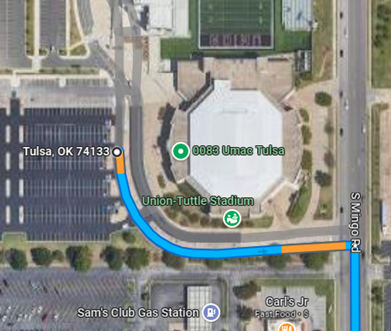 Tulsa, OK 74133
0083 Umac Tulsa
Union-Tuttle Stadium
S Mingo Rd
Sam's Club Gas Station
Carl's Jr
Fast Food • $